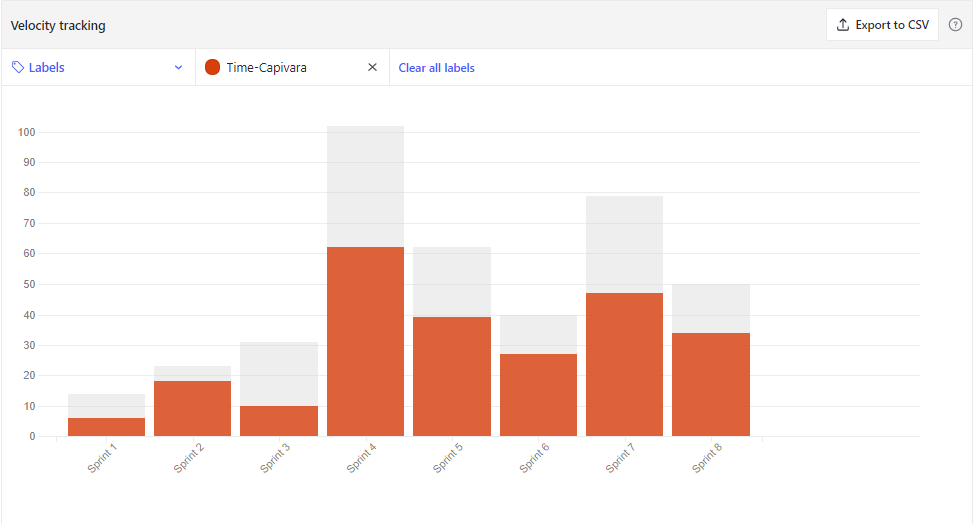 Velocity tracking
Export to CSV
?
Labels
Time-Capivara
Clear all labels
100
90
80
70
60
50
40
30
20
10
0
Sprint 1
Sprint 2
Sprint 3
Sprint 4
Sprint 5
Sprint 6
Sprint 7
Sprint 8